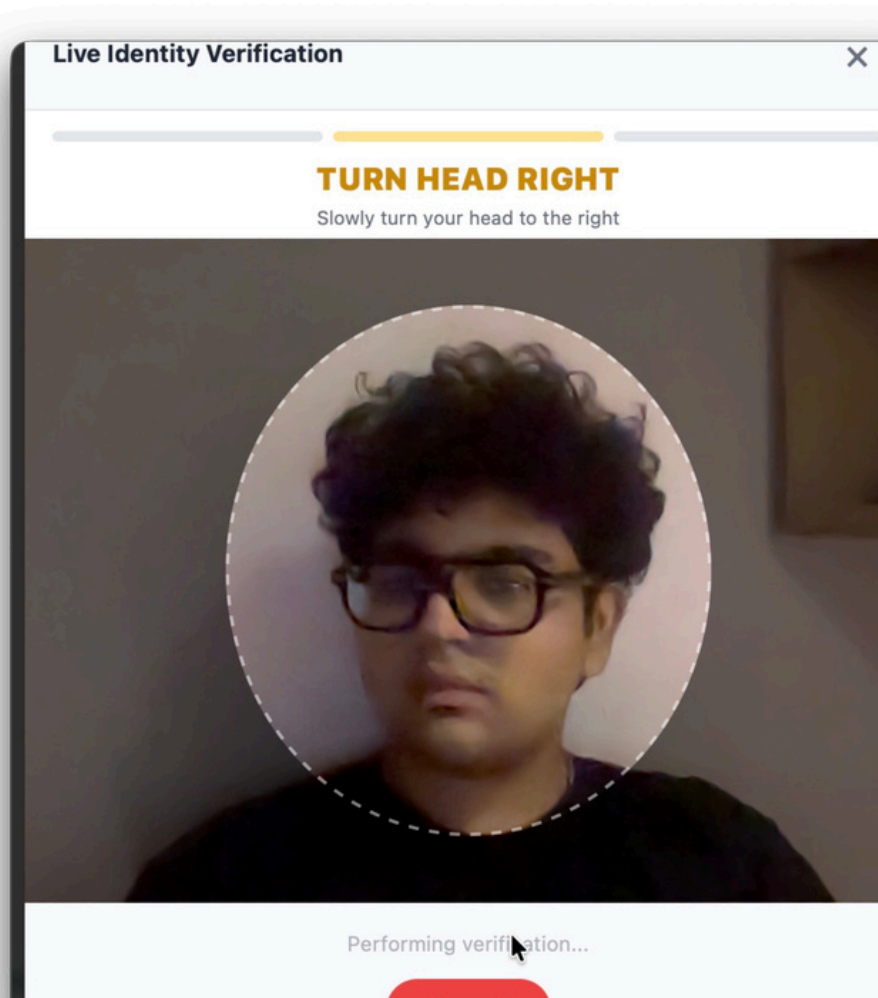 Live Identity Verification
TURN HEAD RIGHT
Slowly turn your head to the right
Performing verification...